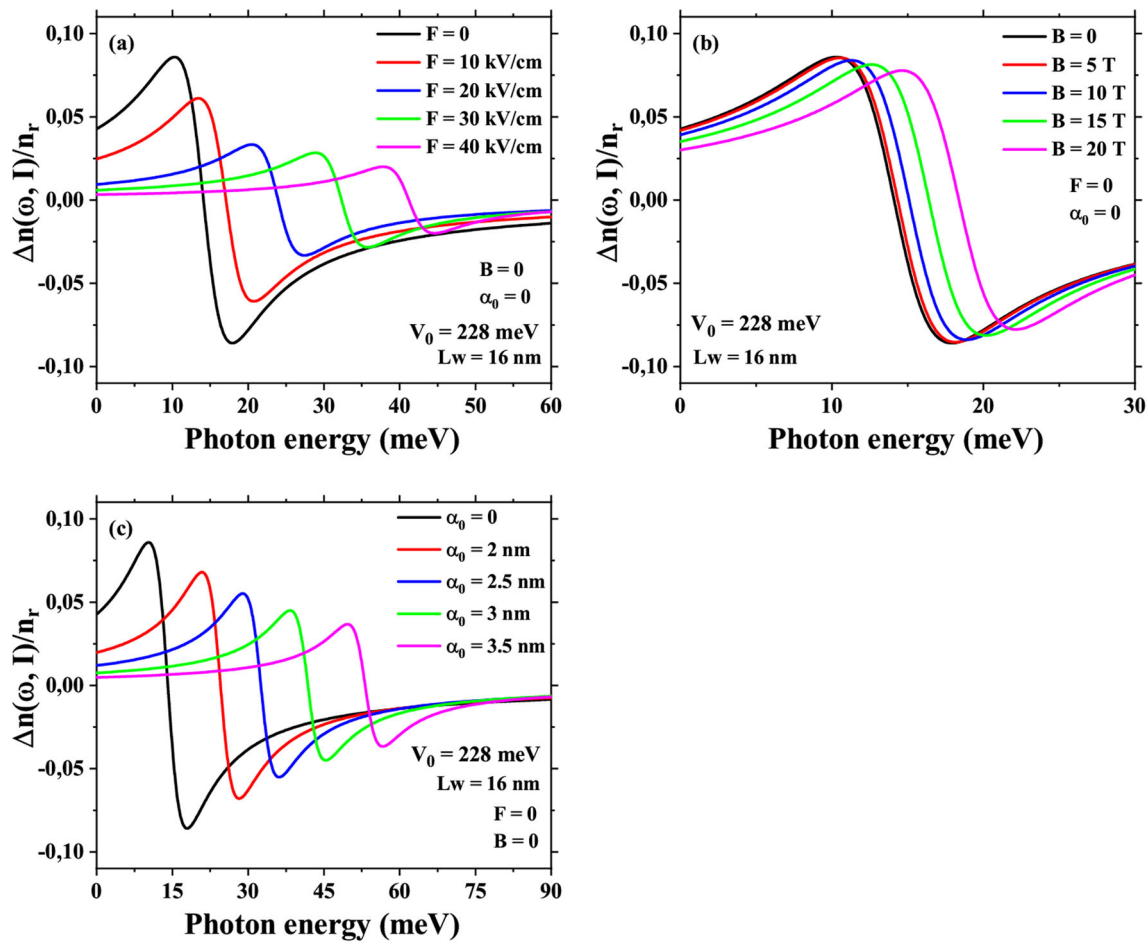 (a)
F = 0
F = 10 kV/cm
F = 20 kV/cm
F = 30 kV/cm
F = 40 kV/cm
B = 0
α₀ = 0
V₀ = 228 meV
Lw = 16 nm
0,10
0,05
0,00
-0,05
-0,10
Δn(ω, I)/nᵣ
0 10 20 30 40 50 60
Photon energy (meV)
(b)
B = 0
B = 5 T
B = 10 T
B = 15 T
B = 20 T
F = 0
α₀ = 0
V₀ = 228 meV
Lw = 16 nm
0,10
0,05
0,00
-0,05
-0,10
Δn(ω, I)/nᵣ
0 10 20 30
Photon energy (meV)
(c)
α₀ = 0
α₀ = 2 nm
α₀ = 2.5 nm
α₀ = 3 nm
α₀ = 3.5 nm
V₀ = 228 meV
Lw = 16 nm
F = 0
B = 0
0,10
0,05
0,00
-0,05
-0,10
Δn(ω, I)/nᵣ
0 15 30 45 60 75 90
Photon energy (meV)